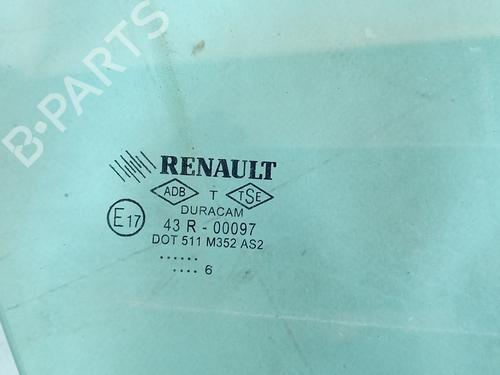 B-PARTS
RENAULT
ADB T TSE
DURACAM
E17 43 R - 00097
DOT 511 M352 AS2
......
.... 6